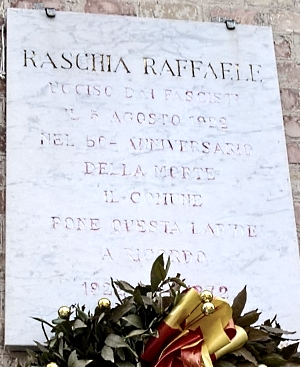 RASCHIA RAFFAELE
UCCISO DAI FASCISTI
IL 5 AGOSTO 1922
NEL 50° ANNIVERSARIO
DELLA MORTE
IL COMUNE
PONE QUESTA LAPIDE
A RICORDO